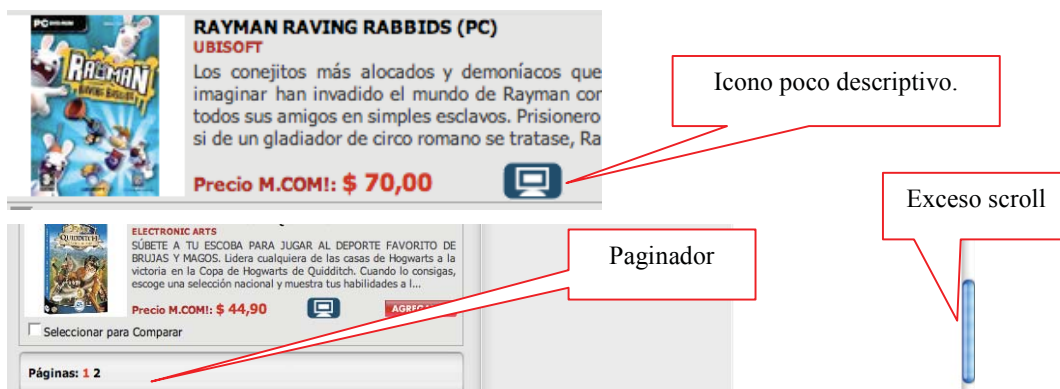 PC
RAYMAN
RAVING RABBIDS
UBISOFT
RAYMAN RAVING RABBIDS (PC)
UBISOFT
Los conejitos más alocados y demoníacos que
imaginar han invadido el mundo de Rayman con
todos sus amigos en simples esclavos. Prisionero
si de un gladiador de circo romano se tratase, Ra
Precio M.COM!: $ 70,00
Icono poco descriptivo.
Exceso scroll
QUIDDITCH
ELECTRONIC ARTS
SÚBETE A TU ESCOBA PARA JUGAR AL DEPORTE FAVORITO DE
BRUJAS Y MAGOS. Lidera cualquiera de las casas de Hogwarts a la
victoria en la Copa de Hogwarts de Quidditch. Cuando lo consigas,
escoge una selección nacional y muestra tus habilidades a l...
Precio M.COM!: $ 44,90
Paginador
Seleccionar para Comparar
Páginas: 1 2